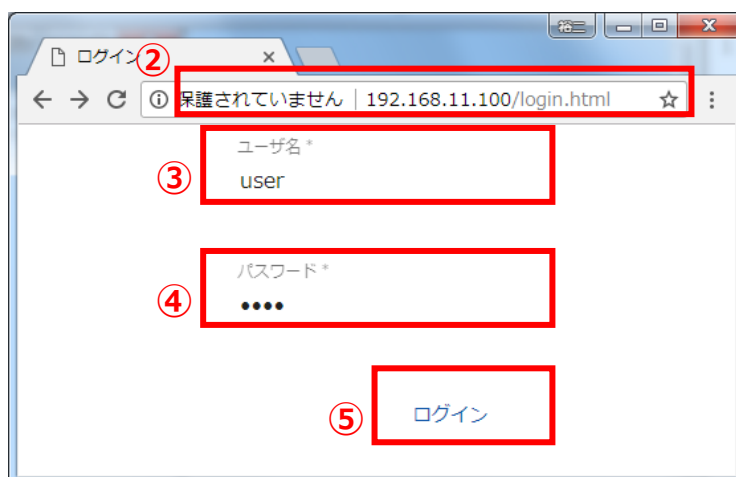 裕三
ログイン
②
保護されていません | 192.168.11.100/login.html
ユーザ名 *
③
user
パスワード *
④
••••
⑤
ログイン